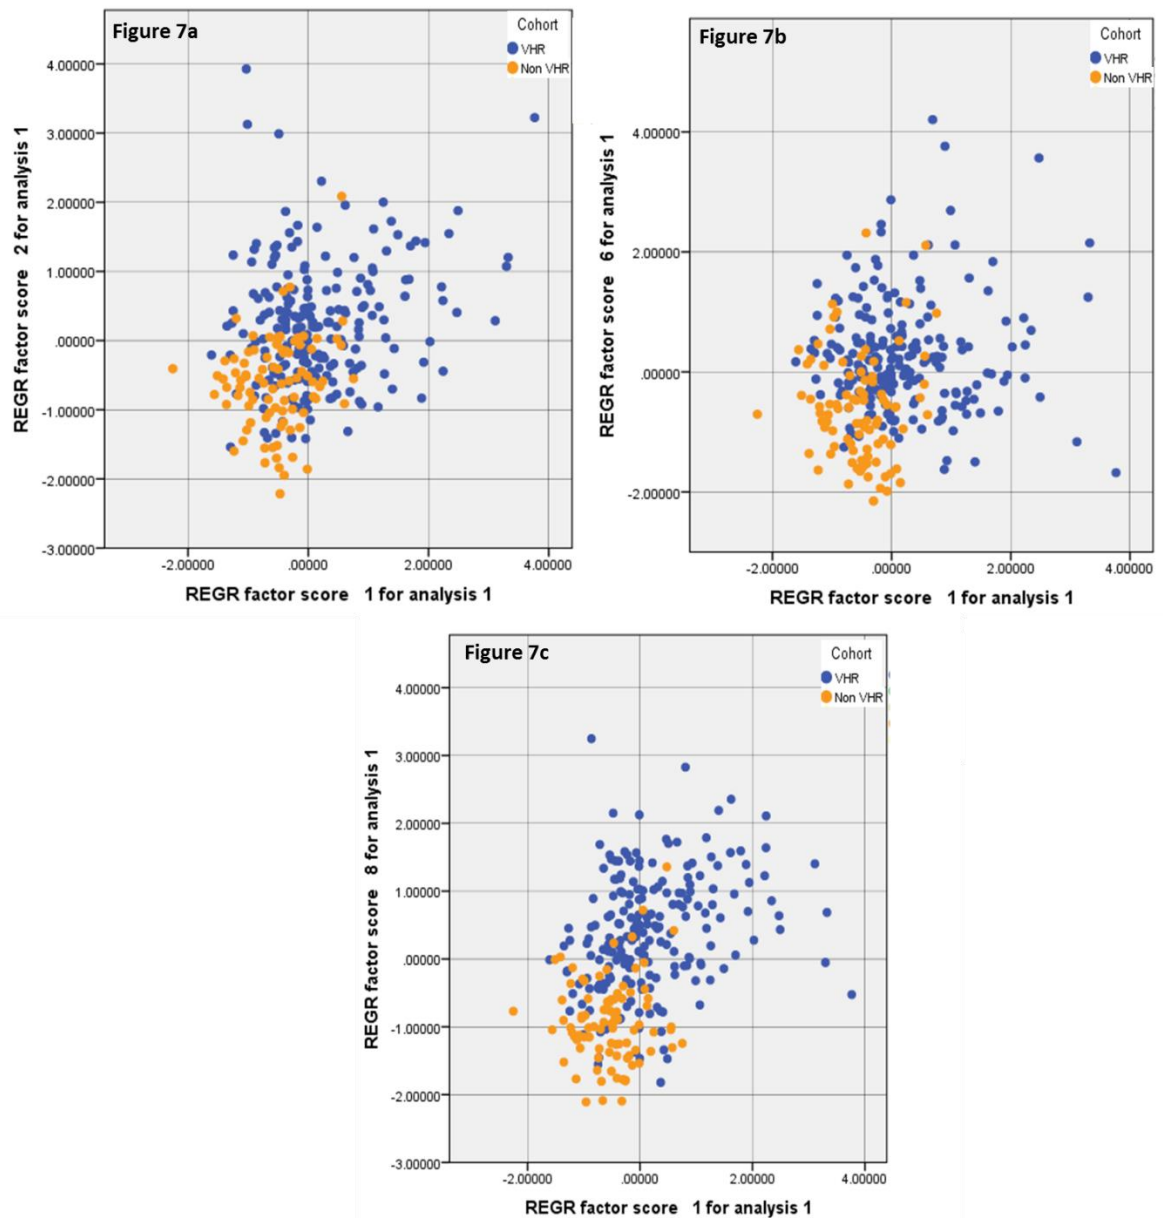 Figure 7a
Cohort
VHR
Non VHR
4.00000
3.00000
2.00000
1.00000
.00000
-1.00000
-2.00000
-3.00000
REGR factor score 2 for analysis 1
-2.00000 .00000 2.00000 4.00000
REGR factor score 1 for analysis 1
Figure 7b
Cohort
VHR
Non VHR
4.00000
2.00000
.00000
-2.00000
REGR factor score 6 for analysis 1
-2.00000 .00000 2.00000 4.00000
REGR factor score 1 for analysis 1
Figure 7c
Cohort
VHR
Non VHR
4.00000
3.00000
2.00000
1.00000
.00000
-1.00000
-2.00000
-3.00000
REGR factor score 8 for analysis 1
-2.00000 .00000 2.00000 4.00000
REGR factor score 1 for analysis 1